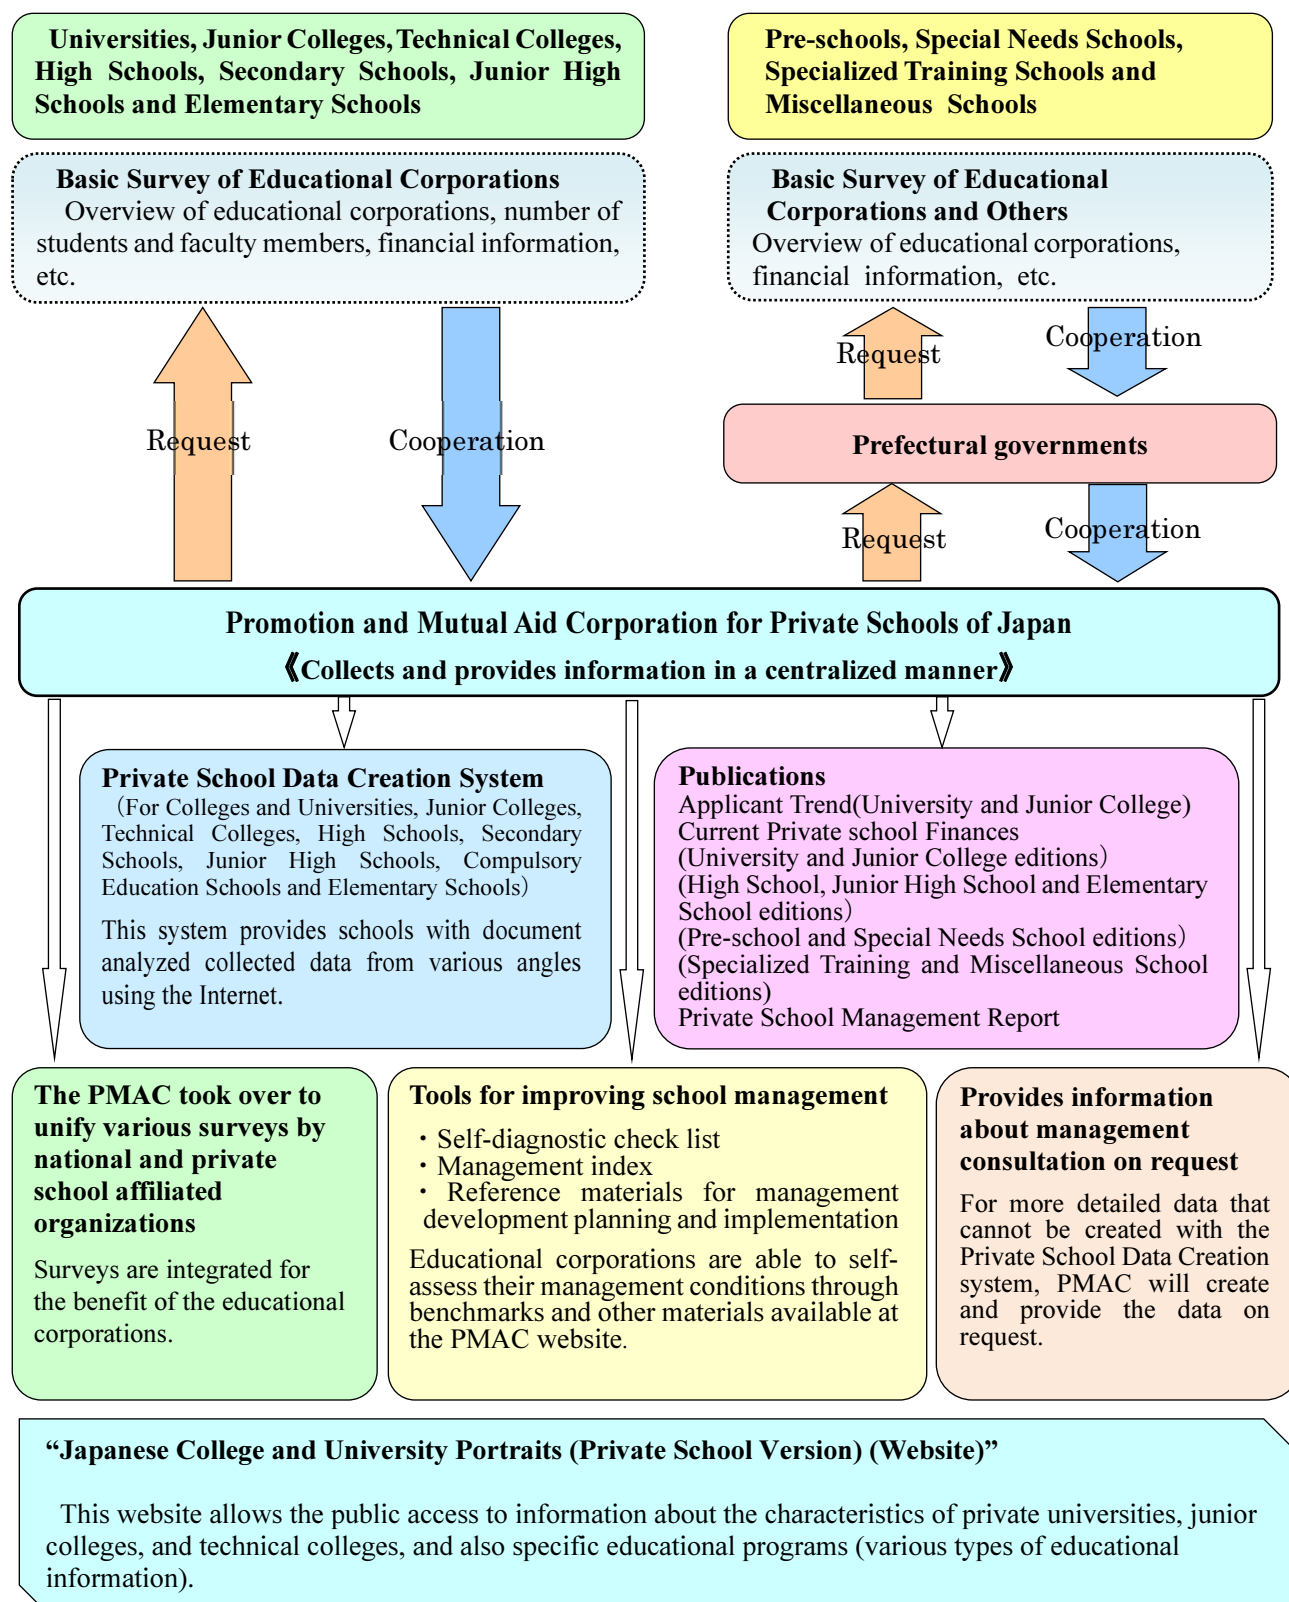 Universities, Junior Colleges, Technical Colleges,
High Schools, Secondary Schools, Junior High
Schools and Elementary Schools
Pre-schools, Special Needs Schools,
Specialized Training Schools and
Miscellaneous Schools
Basic Survey of Educational Corporations
Overview of educational corporations, number of
students and faculty members, financial information,
etc.
Basic Survey of Educational
Corporations and Others
Overview of educational corporations,
financial information, etc.
Request
Cooperation
Request
Cooperation
Prefectural governments
Request
Cooperation
Promotion and Mutual Aid Corporation for Private Schools of Japan
《Collects and provides information in a centralized manner》
Private School Data Creation System
（For Colleges and Universities, Junior Colleges,
Technical Colleges, High Schools, Secondary
Schools, Junior High Schools, Compulsory
Education Schools and Elementary Schools）
This system provides schools with document
analyzed collected data from various angles
using the Internet.
Publications
Applicant Trend(University and Junior College)
Current Private school Finances
(University and Junior College editions）
(High School, Junior High School and Elementary
School editions）
(Pre-school and Special Needs School editions）
(Specialized Training and Miscellaneous School
editions)
Private School Management Report
The PMAC took over to
unify various surveys by
national and private
school affiliated
organizations
Surveys are integrated for
the benefit of the educational
corporations.
Tools for improving school management
・Self-diagnostic check list
・Management index
・Reference materials for management
development planning and implementation
Educational corporations are able to self-
assess their management conditions through
benchmarks and other materials available at
the PMAC website.
Provides information
about management
consultation on request
For more detailed data that
cannot be created with the
Private School Data Creation
system, PMAC will create
and provide the data on
request.
“Japanese College and University Portraits (Private School Version) (Website)”
This website allows the public access to information about the characteristics of private universities, junior
colleges, and technical colleges, and also specific educational programs (various types of educational
information).